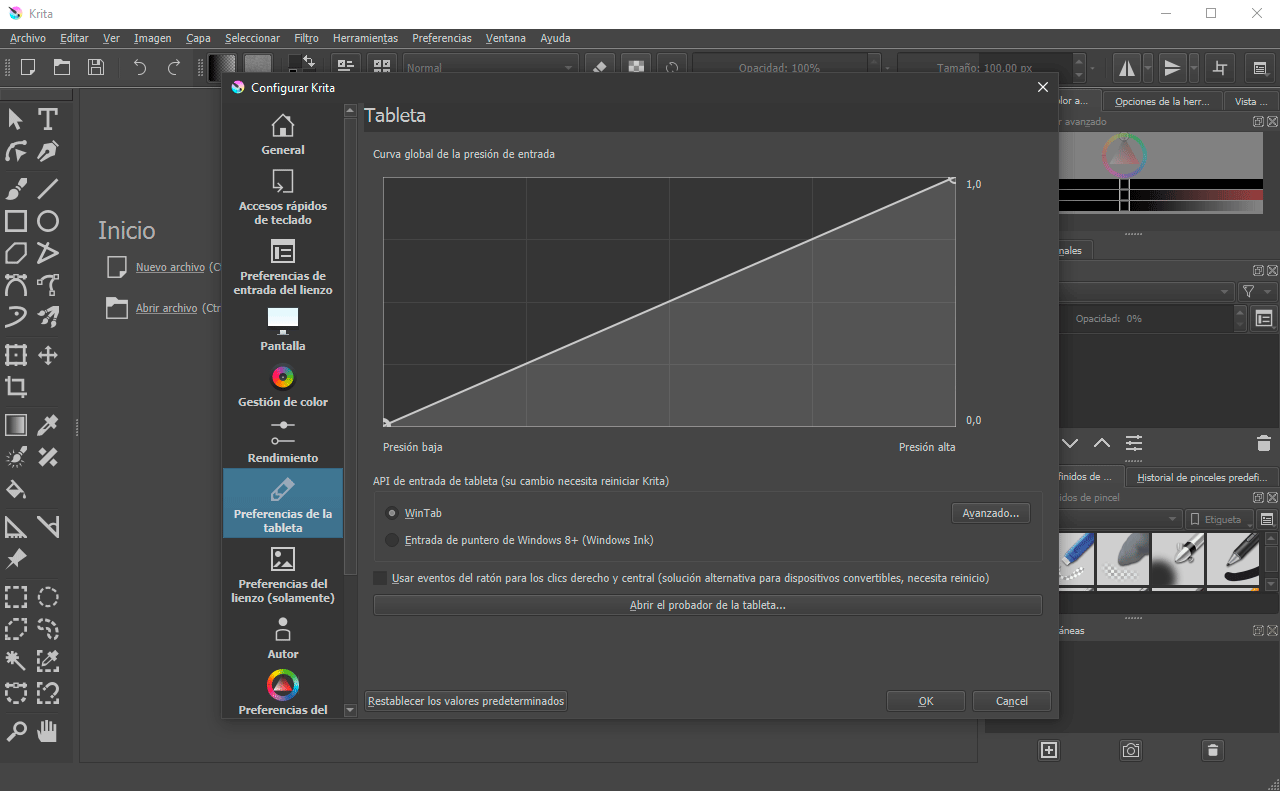 Krita
Archivo Editar Ver Imagen Capa Seleccionar Filtro Herramientas Preferencias Ventana Ayuda
Normal
Opacidad: 100%
Tamaño: 100.00 px
Configurar Krita
General
Accesos rápidos
de teclado
Preferencias de
entrada del lienzo
Pantalla
Gestión de color
Rendimiento
Preferencias de la
tableta
Preferencias del
lienzo (solamente)
Autor
Preferencias del
Tableta
Curva global de la presión de entrada
1,0
0,0
Presión baja
Presión alta
API de entrada de tableta (su cambio necesita reiniciar Krita)
WinTab
Avanzado...
Entrada de puntero de Windows 8+ (Windows Ink)
Usar eventos del ratón para los clics derecho y central (solución alternativa para dispositivos convertibles, necesita reinicio)
Abrir el probador de la tableta...
Restablecer los valores predeterminados
OK
Cancel
Inicio
Nuevo archivo (C
Abrir archivo (Ctr
olor a...
Opciones de la herr...
Vista ...
r avanzado
nales
Opacidad: 0%
finidos de ...
Historial de pinceles predefi...
idos de pincel
Etiqueta
áneas